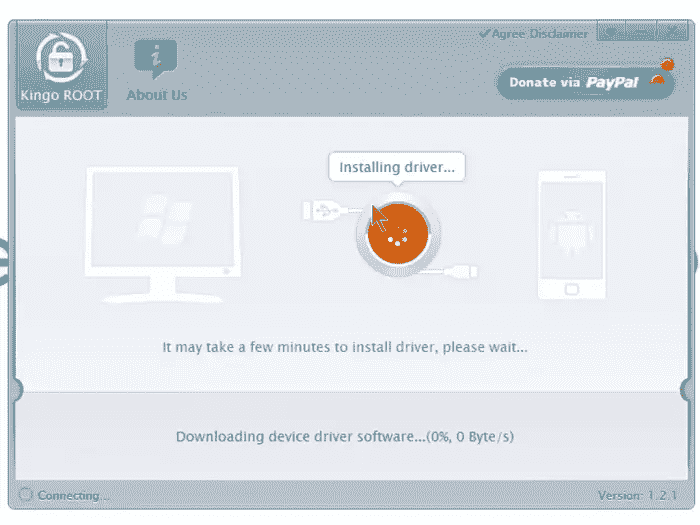 ✓Agree Disclaimer
Kingo ROOT
About Us
Donate via PayPal
Installing driver...
It may take a few minutes to install driver, please wait...
Downloading device driver software...(0%, 0 Byte/s)
Connecting...
Version: 1.2.1